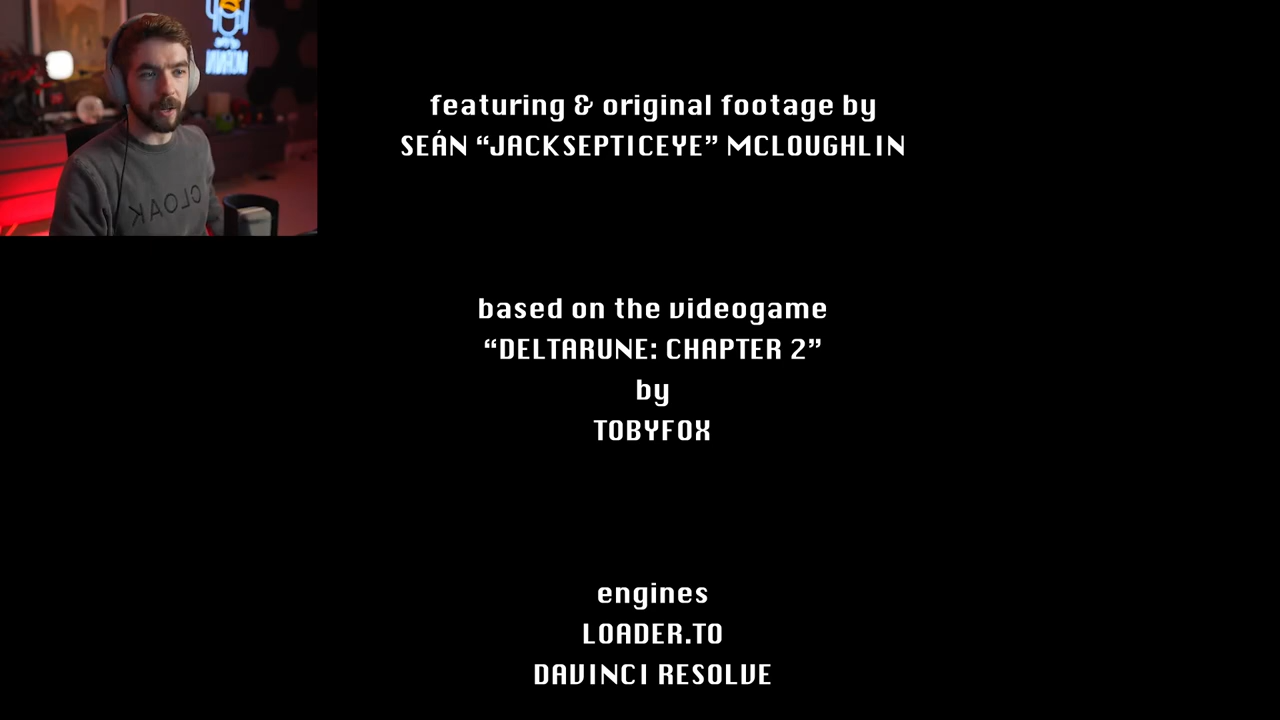 featuring & original footage by
SEÁN “JACKSEPTICEYE” MCLOUGHLIN
CLOAK
based on the videogame
“DELTARUNE: CHAPTER 2”
by
TOBYFOX
engines
LOADER.TO
DAVINCI RESOLVE